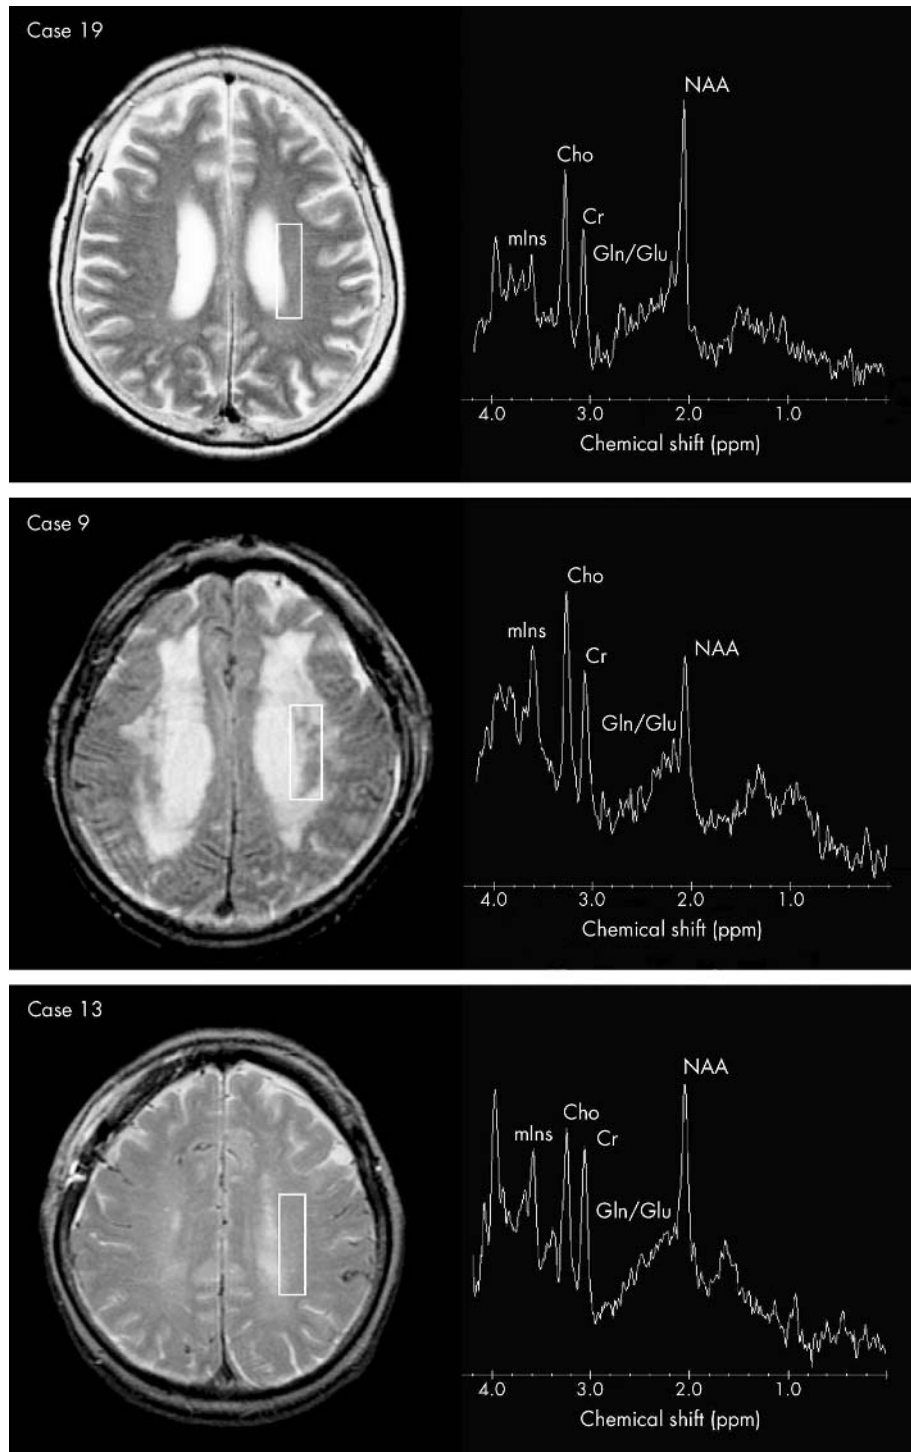 Case 19
NAA
Cho
Cr
mIns
Gln/Glu
4.0 3.0 2.0 1.0
Chemical shift (ppm)
Case 9
Cho
mIns
Cr
NAA
Gln/Glu
4.0 3.0 2.0 1.0
Chemical shift (ppm)
Case 13
NAA
Cho
mIns
Cr
Gln/Glu
4.0 3.0 2.0 1.0
Chemical shift (ppm)